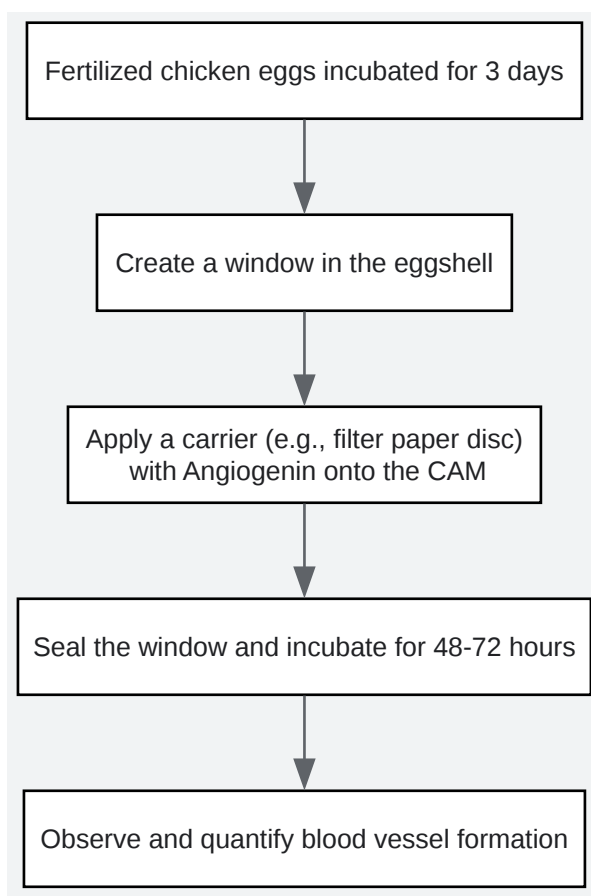 Fertilized chicken eggs incubated for 3 days
Create a window in the eggshell
Apply a carrier (e.g., filter paper disc)
with Angiogenin onto the CAM
Seal the window and incubate for 48-72 hours
Observe and quantify blood vessel formation